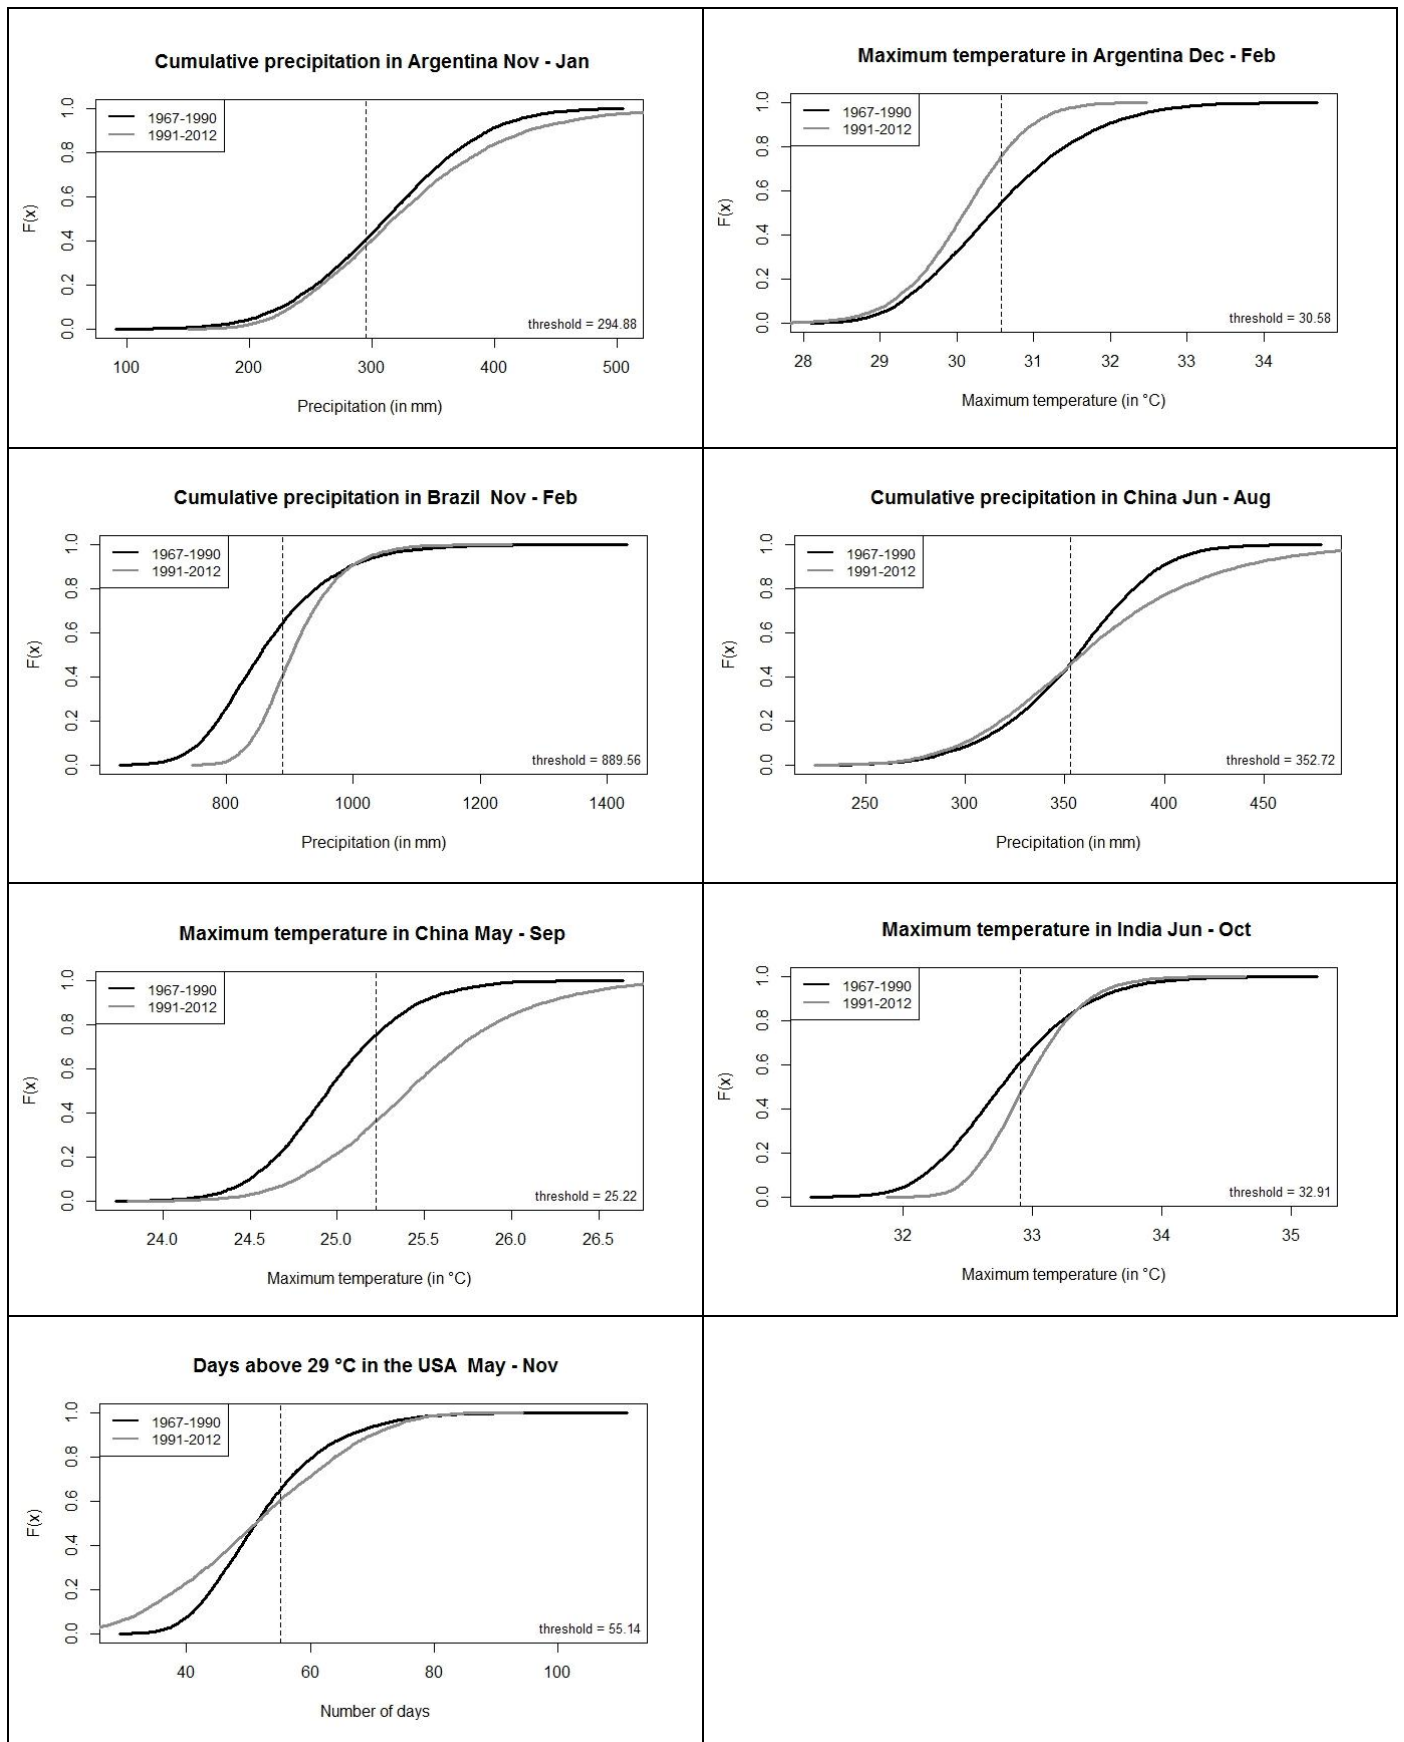 Cumulative precipitation in Argentina Nov - Jan
1967-1990
1991-2012
F(x)
0.0 0.2 0.4 0.6 0.8 1.0
threshold = 294.88
100 200 300 400 500
Precipitation (in mm)
Maximum temperature in Argentina Dec - Feb
1967-1990
1991-2012
F(x)
0.0 0.2 0.4 0.6 0.8 1.0
threshold = 30.58
28 29 30 31 32 33 34
Maximum temperature (in °C)
Cumulative precipitation in Brazil Nov - Feb
1967-1990
1991-2012
F(x)
0.0 0.2 0.4 0.6 0.8 1.0
threshold = 889.56
800 1000 1200 1400
Precipitation (in mm)
Cumulative precipitation in China Jun - Aug
1967-1990
1991-2012
F(x)
0.0 0.2 0.4 0.6 0.8 1.0
threshold = 352.72
250 300 350 400 450
Precipitation (in mm)
Maximum temperature in China May - Sep
1967-1990
1991-2012
F(x)
0.0 0.2 0.4 0.6 0.8 1.0
threshold = 25.22
24.0 24.5 25.0 25.5 26.0 26.5
Maximum temperature (in °C)
Maximum temperature in India Jun - Oct
1967-1990
1991-2012
F(x)
0.0 0.2 0.4 0.6 0.8 1.0
threshold = 32.91
32 33 34 35
Maximum temperature (in °C)
Days above 29 °C in the USA May - Nov
1967-1990
1991-2012
F(x)
0.0 0.2 0.4 0.6 0.8 1.0
threshold = 55.14
40 60 80 100
Number of days